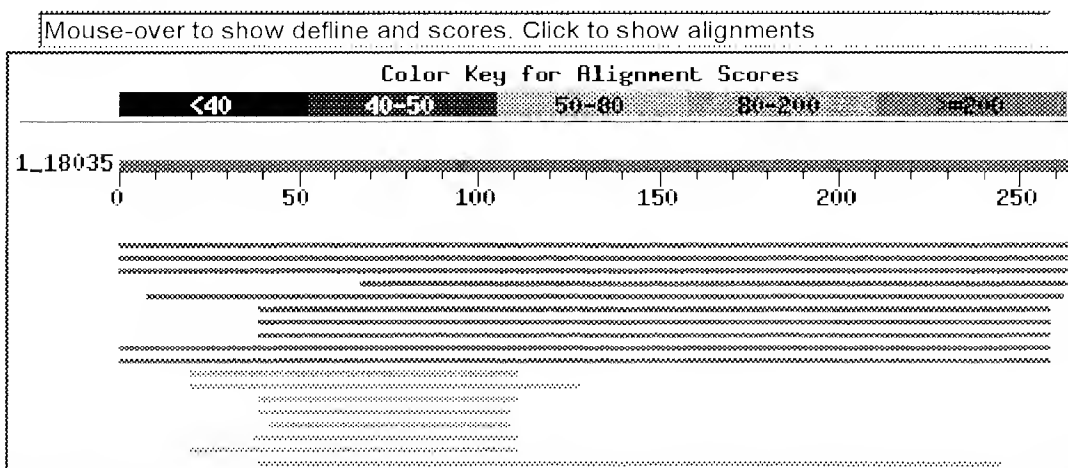 Mouse-over to show defline and scores. Click to show alignments
Color Key for Alignment Scores
<40 40-50 50-80 80-200 >=200
1_18035
0 50 100 150 200 250